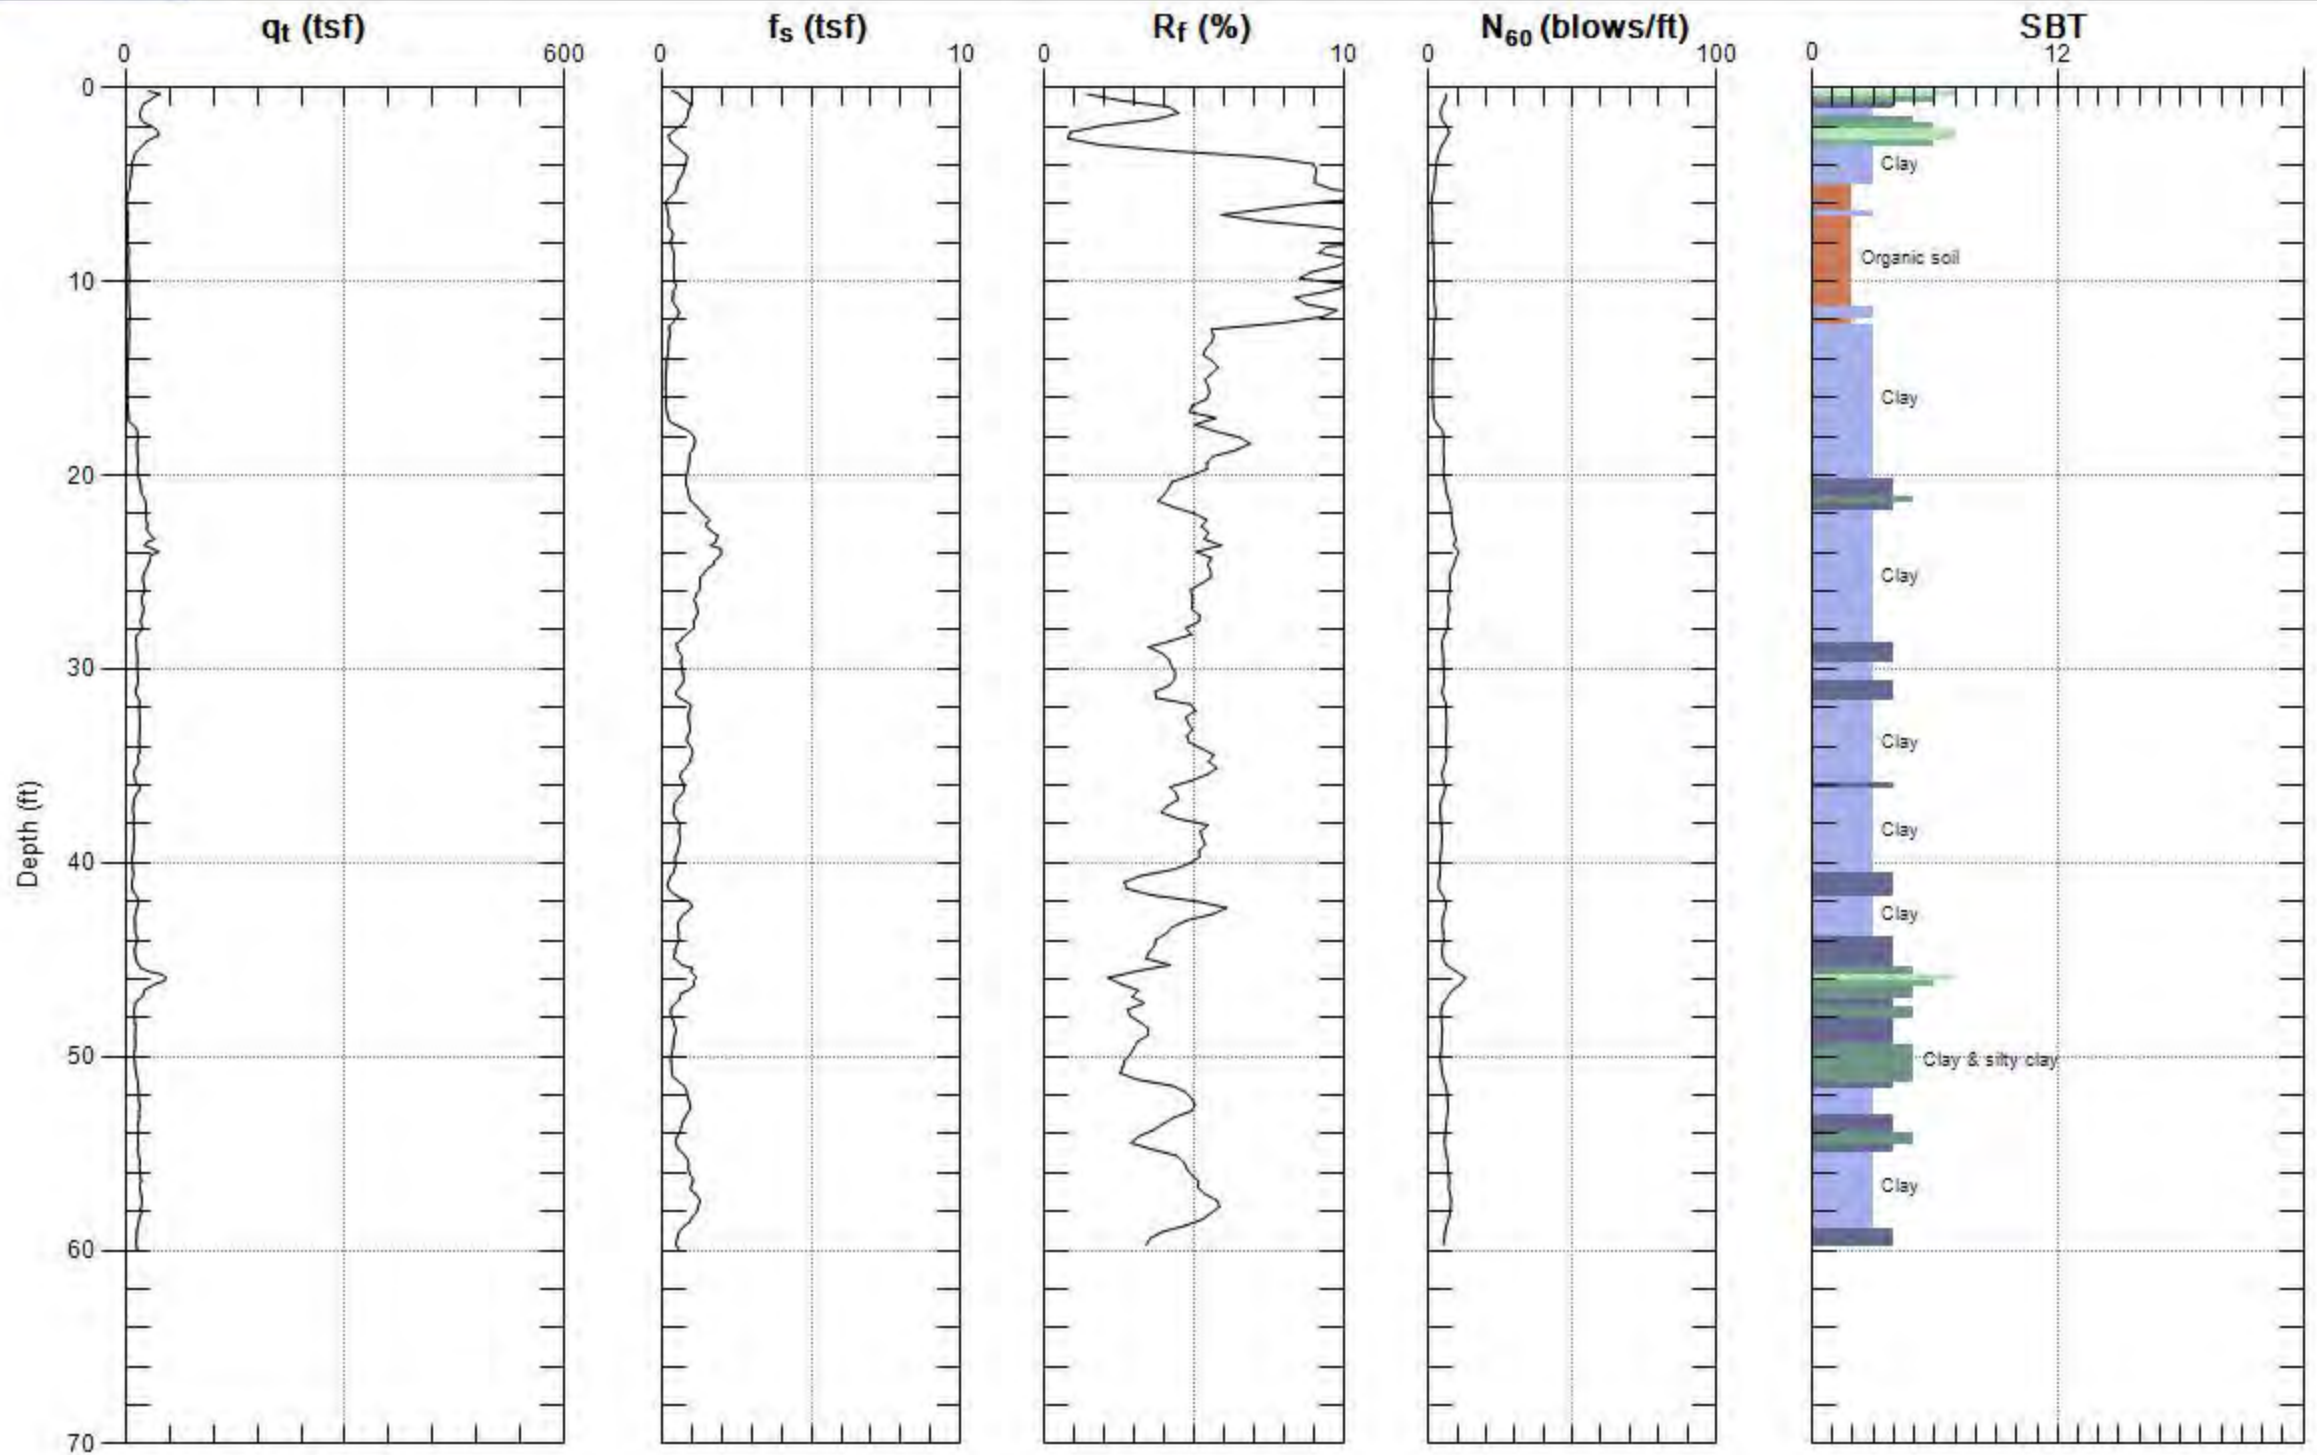 qt (tsf) fs (tsf) Rf (%) N60 (blows/ft) SBT
0 600 0 10 0 10 0 100 0 12
0
Clay
Organic soil
10
Clay
20
Clay
30
Clay
Depth (ft)
Clay
40
Clay
50
Clay & silty clay
Clay
60
70